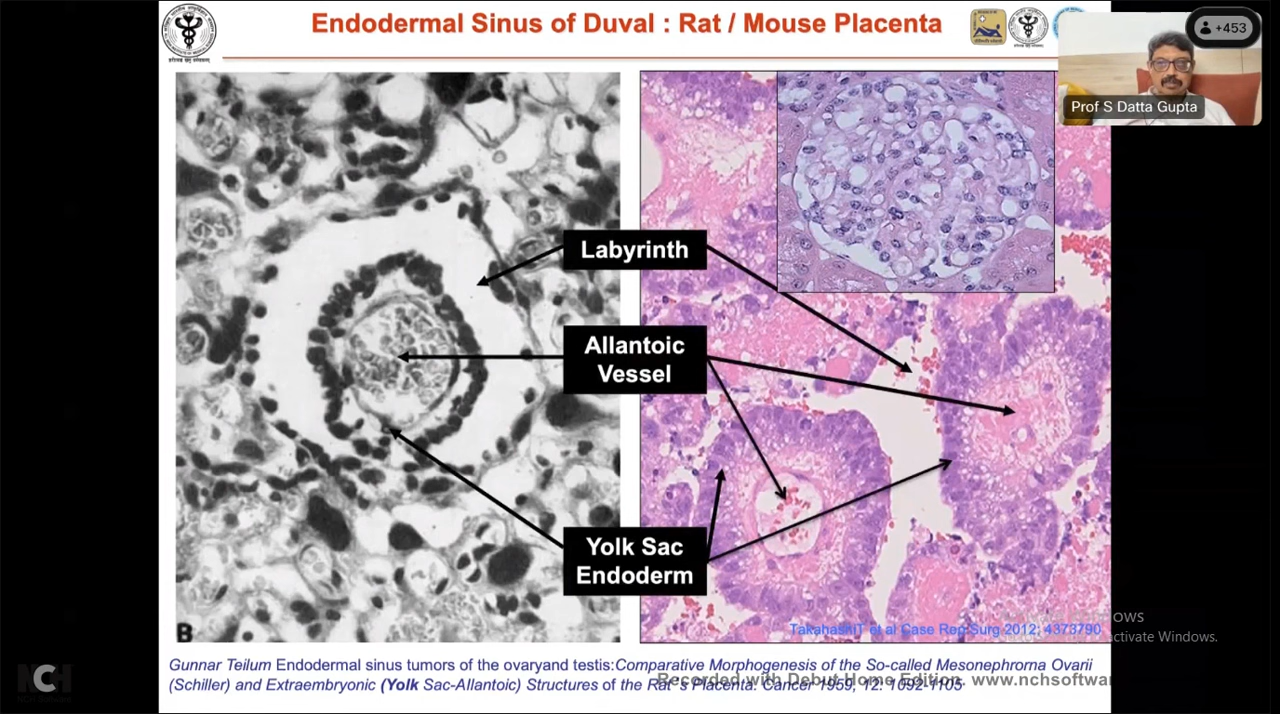 Endodermal Sinus of Duval : Rat / Mouse Placenta
+453
Prof S Datta Gupta
Labyrinth
Allantoic
Vessel
Yolk Sac
Endoderm
B
TakahashiT et al Case Rep Surg 2012; 4373790
activate Windows.
Gunnar Teilum Endodermal sinus tumors of the ovaryand testis:Comparative Morphogenesis of the So-called Mesonephrorna Ovarii
(Schiller) and Extraembryonic (Yolk Sac-Allantoic) Structures of the Rat' s Placenta. Cancer 1959, 12: 1092-1105.
Recorded with Debut Home Edition. www.nchsoftwar
NCH